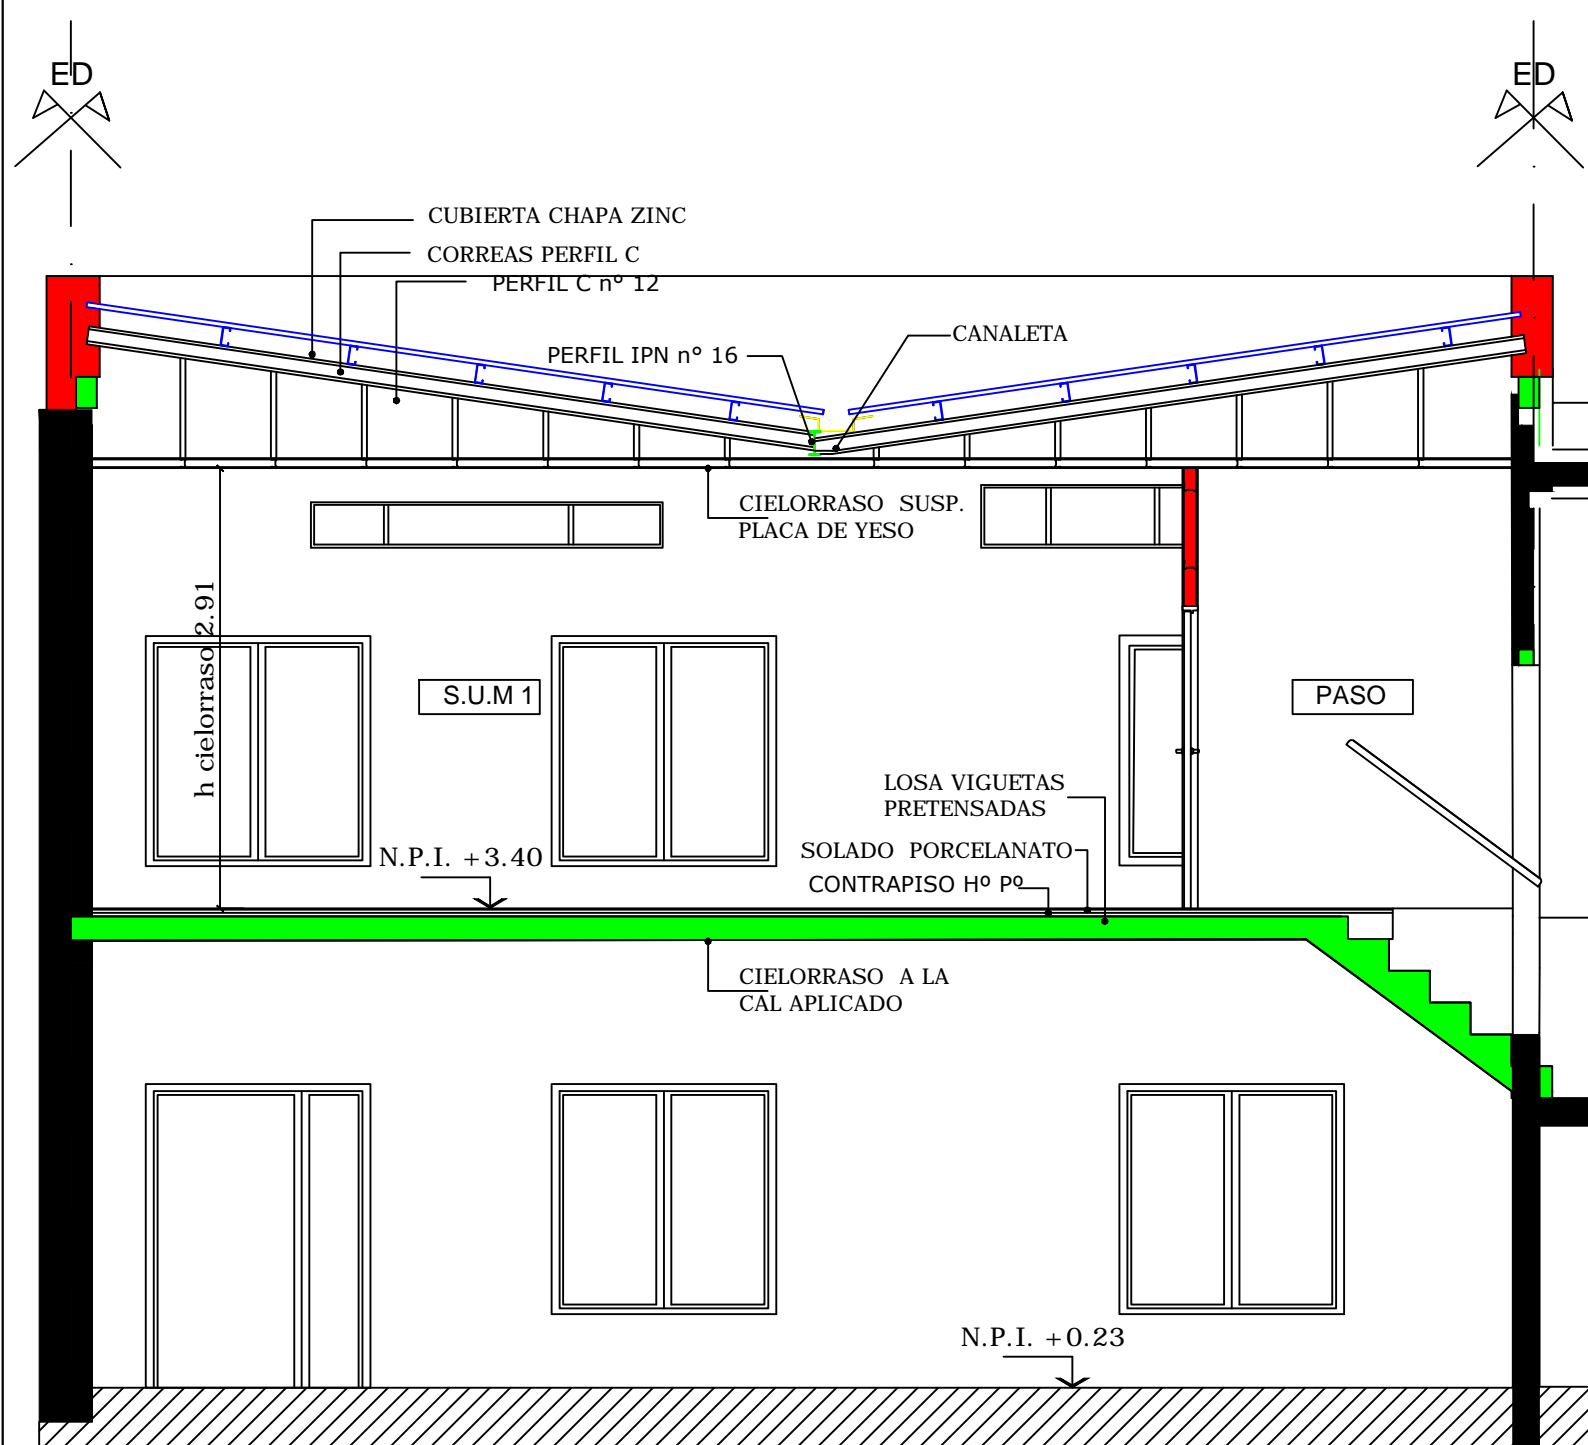 ED
ED
CUBIERTA CHAPA ZINC
CORREAS PERFIL C
PERFIL C nº 12
PERFIL IPN nº 16
CANALETA
CIELORRASO SUSP.
PLACA DE YESO
h cielorraso 2.91
S.U.M 1
PASO
LOSA VIGUETAS
PRETENSADAS
N.P.I. +3.40
SOLADO PORCELANATO
CONTRAPISO Hº Pº
CIELORRASO A LA
CAL APLICADO
N.P.I. +0.23